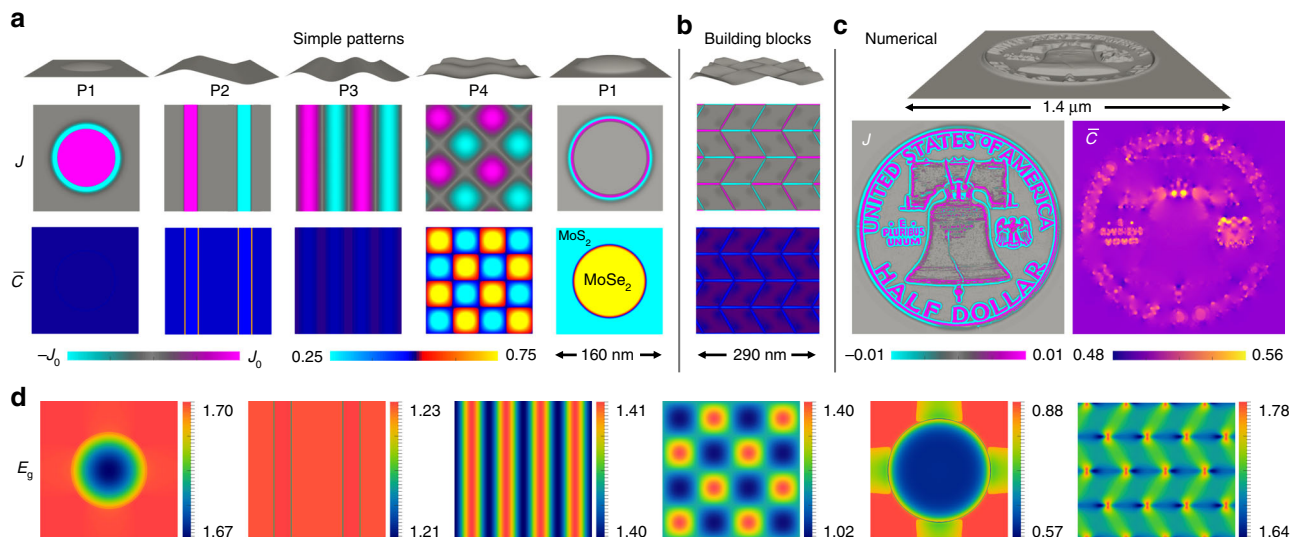 a
Simple patterns
b
Building blocks
c
Numerical
P1
P2
P3
P4
P1
1.4 μm
J
J
C̅
UNITED STATES OF AMERICA
E
PLURIBUS
UNUM
HALF DOLLAR
C̅
MoS₂
MoSe₂
–J₀
J₀
0.25
0.75
160 nm
290 nm
–0.01
0.01
0.48
0.56
d
E_g
1.70
1.67
1.23
1.21
1.41
1.40
1.40
1.02
0.88
0.57
1.78
1.64